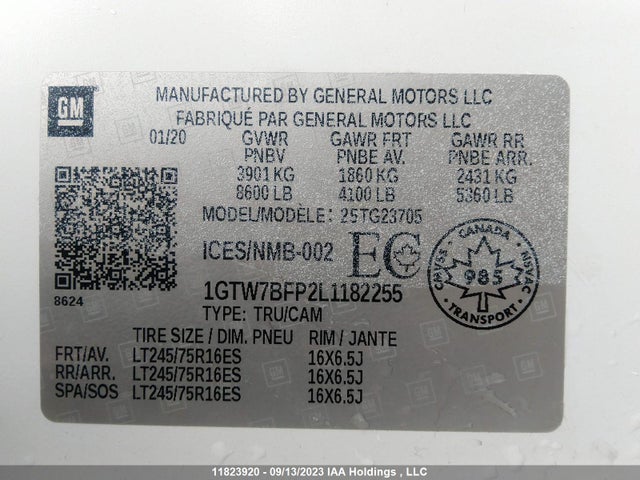 GM
MANUFACTURED BY GENERAL MOTORS LLC
FABRIQUÉ PAR GENERAL MOTORS LLC
01/20 GVWR GAWR FRT GAWR RR
PNBV PNBE AV. PNBE ARR.
3901 KG 1860 KG 2431 KG
8600 LB 4100 LB 5360 LB
MODEL/MODÈLE: 2STG23705
ICES/NMB-002 EC
CANADA
CMVSS 985 NSVAC
TRANSPORT
8624
1GTW7BFP2L1182255
TYPE: TRU/CAM
TIRE SIZE / DIM. PNEU RIM / JANTE
FRT/AV. LT245/75R16ES 16X6.5J
RR/ARR. LT245/75R16ES 16X6.5J
SPA/SOS LT245/75R16ES 16X6.5J
11823920 - 09/13/2023 IAA Holdings , LLC